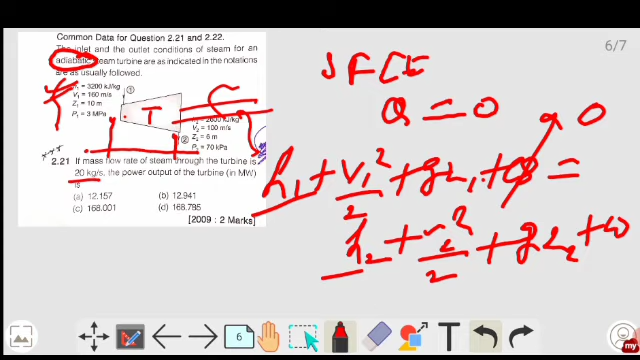 6/7
Common Data for Question 2.21 and 2.22.
The inlet and the outlet conditions of steam for an
adiabatic steam turbine are as indicated in the notations
are as usually followed.
= 3200 kJ/kg
V₁ = 160 m/s
Z₁ = 10 m
P₁ = 3 MPa
①
T
= 2600 kJ/kg
V₂ = 100 m/s
Z₂ = 6 m
P₂ = 70 kPa
②
2.21 If mass flow rate of steam through the turbine is
20 kg/s, the power output of the turbine (in MW)
is
(a) 12.157 (b) 12.941
(c) 168.001 (d) 168.785
[2009 : 2 Marks]
SFEE
Q = 0
0
h₁ + V₁²/2 + gz₁ + Q =
h₂ + V₂²/2 + gz₂ + W
6
T
my